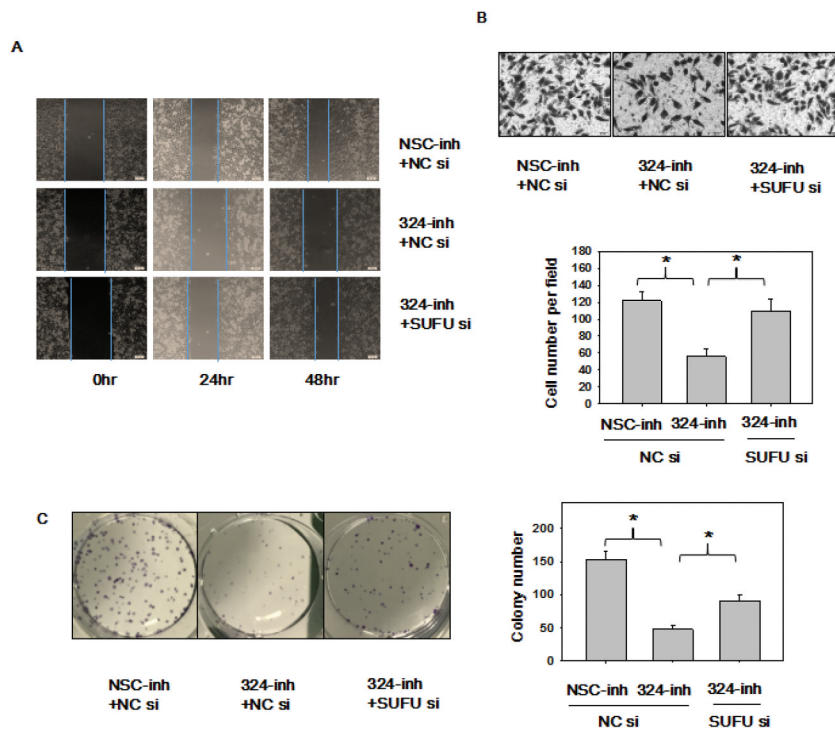 A
NSC-inh
+NC si
324-inh
+NC si
324-inh
+SUFU si
0hr 24hr 48hr
B
NSC-inh 324-inh 324-inh
+NC si +NC si +SUFU si
180
160
140
120
100
80
60
40
20
0
Cell number per field
* *
NSC-inh 324-inh 324-inh
NC si SUFU si
C
NSC-inh 324-inh 324-inh
+NC si +NC si +SUFU si
200
150
100
50
0
Colony number
* *
NSC-inh 324-inh 324-inh
NC si SUFU si